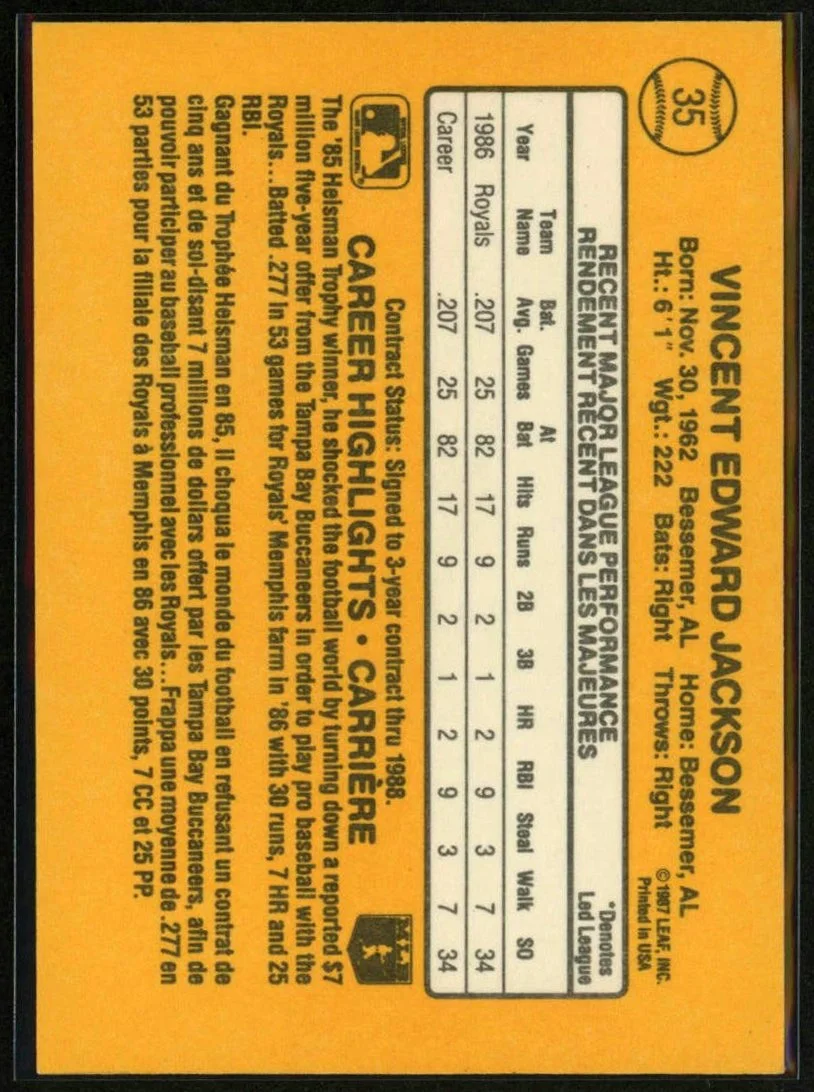 35
VINCENT EDWARD JACKSON
Born: Nov. 30, 1962 Bessemer, AL Home: Bessemer, AL
Ht.: 6'1" Wgt.: 222 Bats: Right Throws: Right
©1987 LEAF, INC.
Printed in USA
RECENT MAJOR LEAGUE PERFORMANCE
RENDEMENT RÉCENT DANS LES MAJEURES
*Denotes
Led League
Year Team Name Bat. Avg. Games At Bat Hits Runs 2B 3B HR RBI Steal Walk SO
1986 Royals .207 25 82 17 9 2 1 2 9 3 7 34
Career .207 25 82 17 9 2 1 2 9 3 7 34
Contract Status: Signed to 3-year contract thru 1988.
CAREER HIGHLIGHTS • CARRIÈRE
MLB
The '85 Heisman Trophy winner, he shocked the football world by turning down a reported $7
million five-year offer from the Tampa Bay Buccaneers in order to play pro baseball with the
Royals...Batted .277 in 53 games for Royals' Memphis farm in '86 with 30 runs, 7 HR and 25
RBI.
Gagnant du Trophée Heisman en 85, il choqua le monde du football en refusant un contrat de
cinq ans et de soi-disant 7 millions de dollars offert par les Tampa Bay Buccaneers, afin de
pouvoir participer au baseball professionnel avec les Royals...Frappa une moyenne de .277 en
53 parties pour la filiale des Royals à Memphis en 86 avec 30 points, 7 CC et 25 PP.